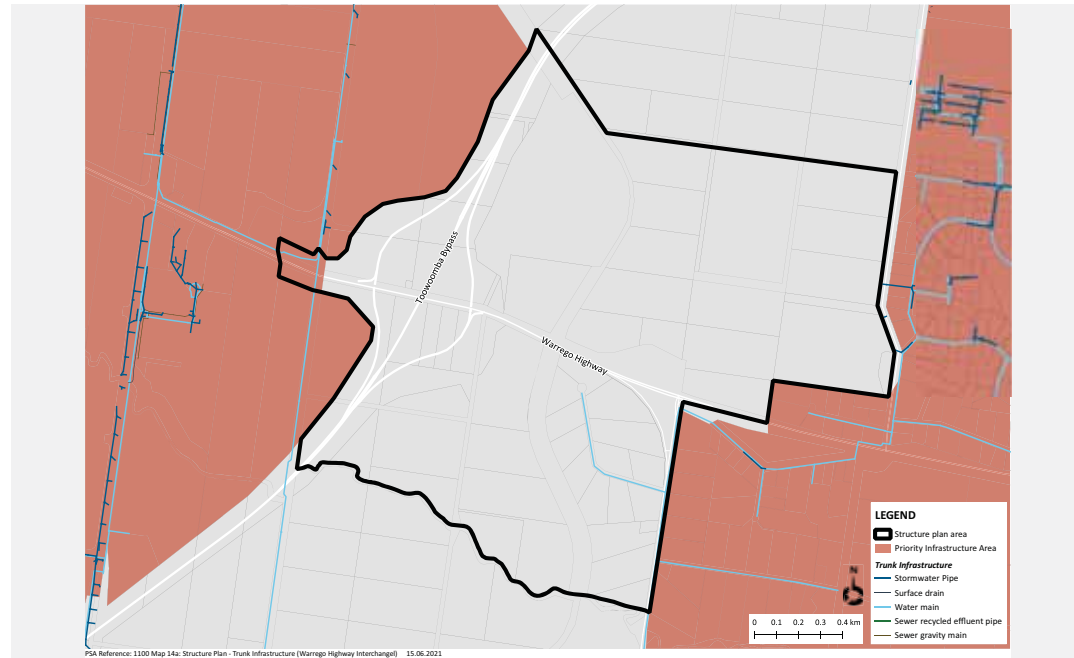 Toowoomba Bypass
Warrego Highway
LEGEND
Structure plan area
Priority Infrastructure Area
Trunk Infrastructure
Stormwater Pipe
Surface drain
Water main
Sewer recycled effluent pipe
Sewer gravity main
N
0 0.1 0.2 0.3 0.4 km
PSA Reference: 1100 Map 14a: Structure Plan - Trunk Infrastructure (Warrego Highway Interchangel) 15.06.2021